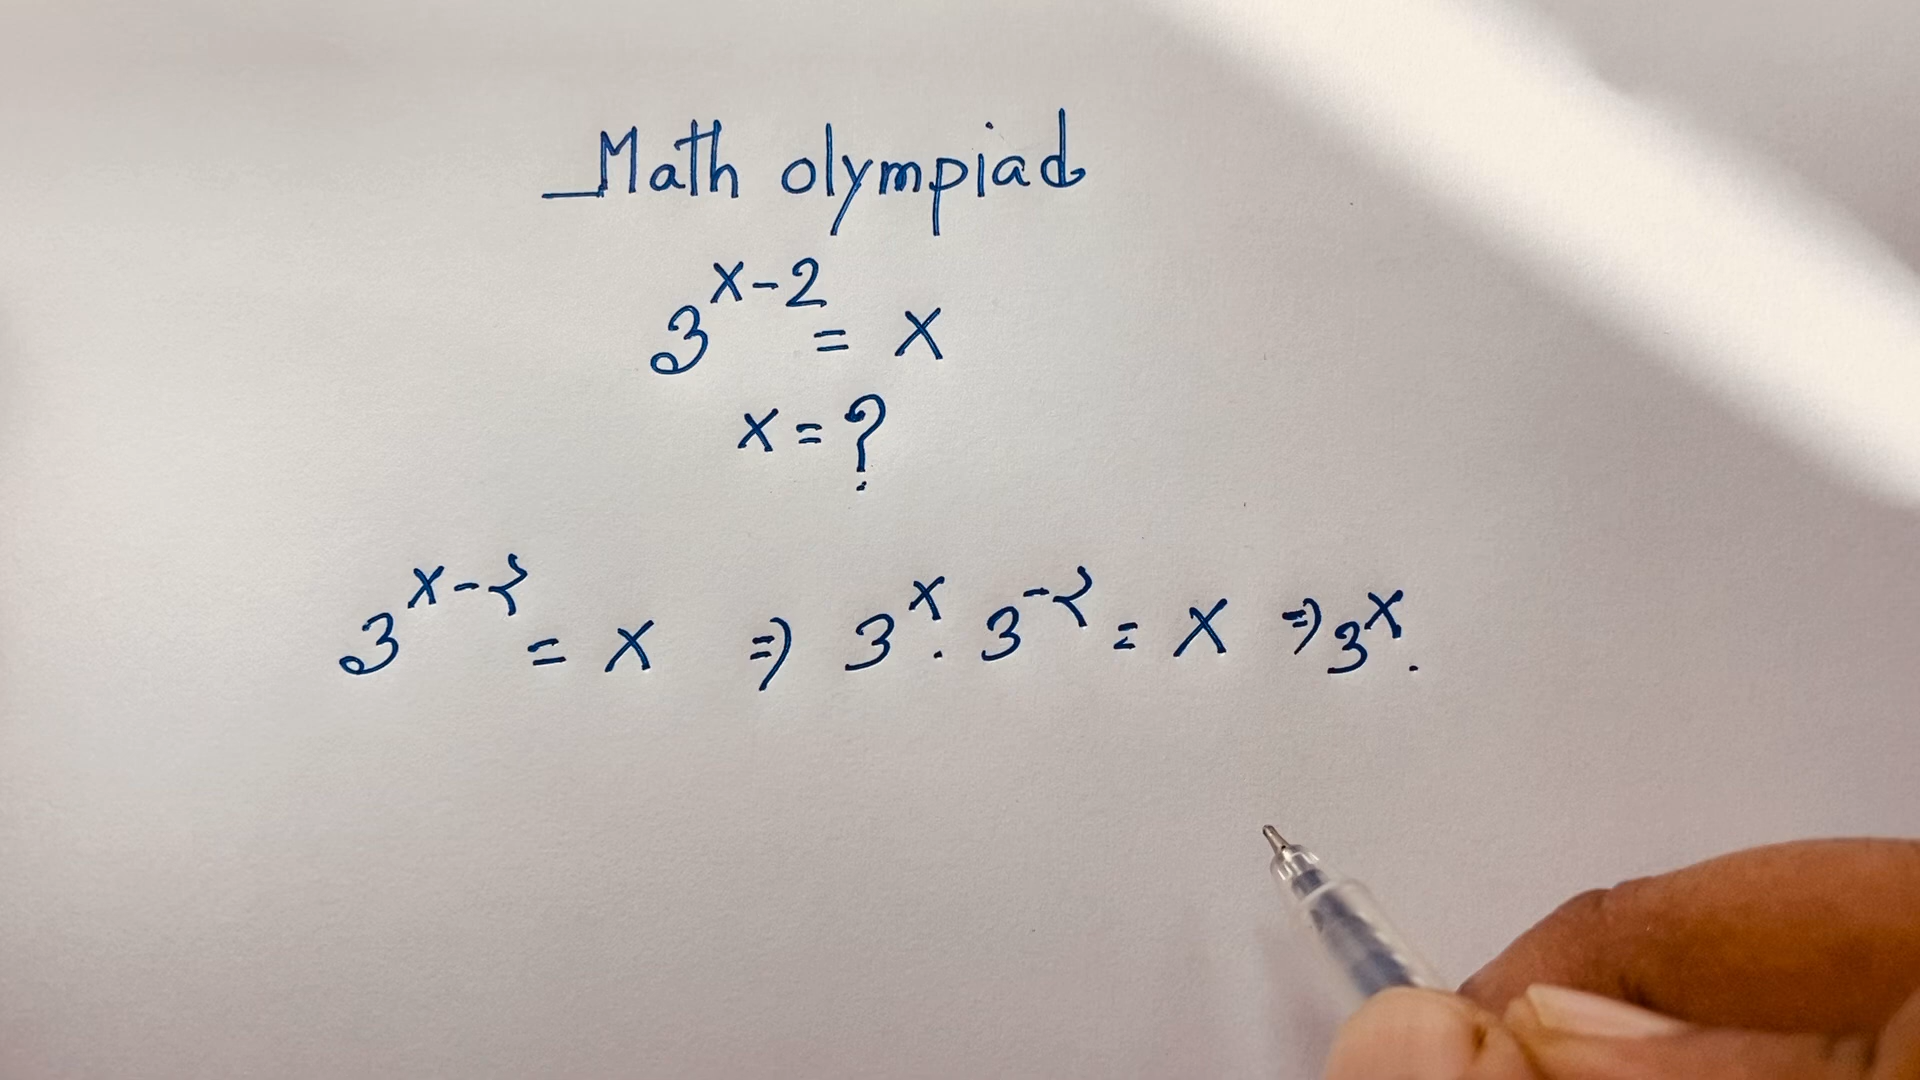 Math olympiad
3^{x-2} = x
x = ?
3^{x-2} = x ⇒ 3^x . 3^{-2} = x ⇒ 3^x .